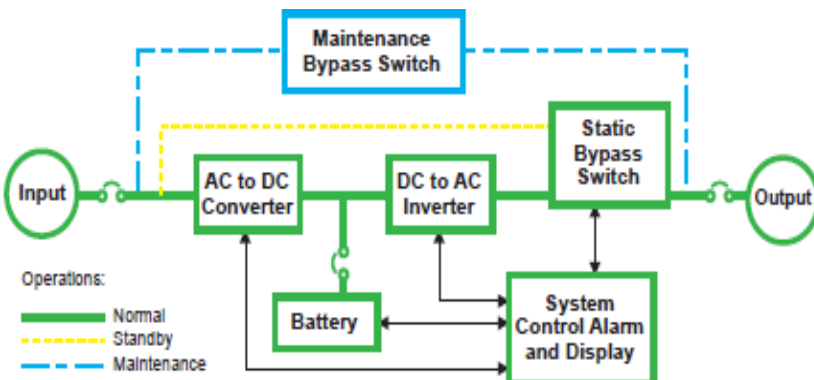 Maintenance
Bypass Switch
Static
Bypass
Switch
Input
AC to DC
Converter
DC to AC
Inverter
Output
Operations:
Normal
Standby
Maintenance
Battery
System
Control Alarm
and Display